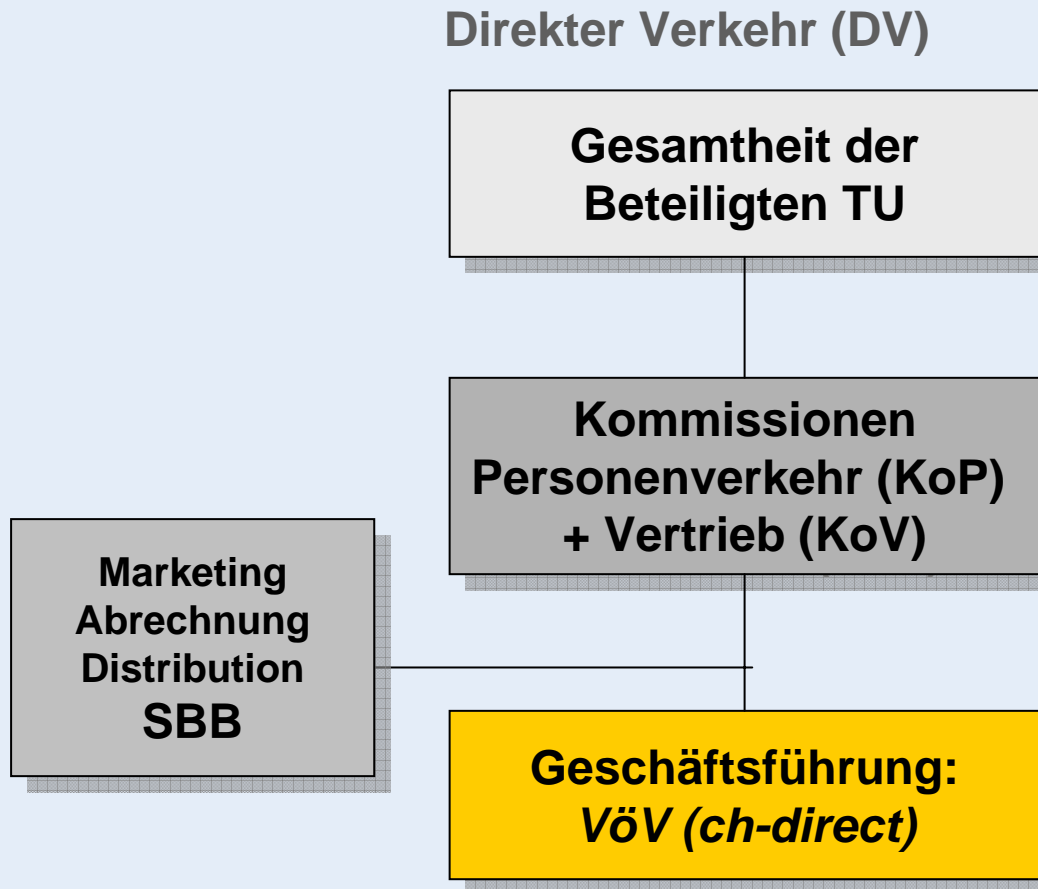 Direkter Verkehr (DV)
Gesamtheit der
Beteiligten TU
Kommissionen
Personenverkehr (KoP)
+ Vertrieb (KoV)
Marketing
Abrechnung
Distribution
SBB
Geschäftsführung:
VöV (ch-direct)